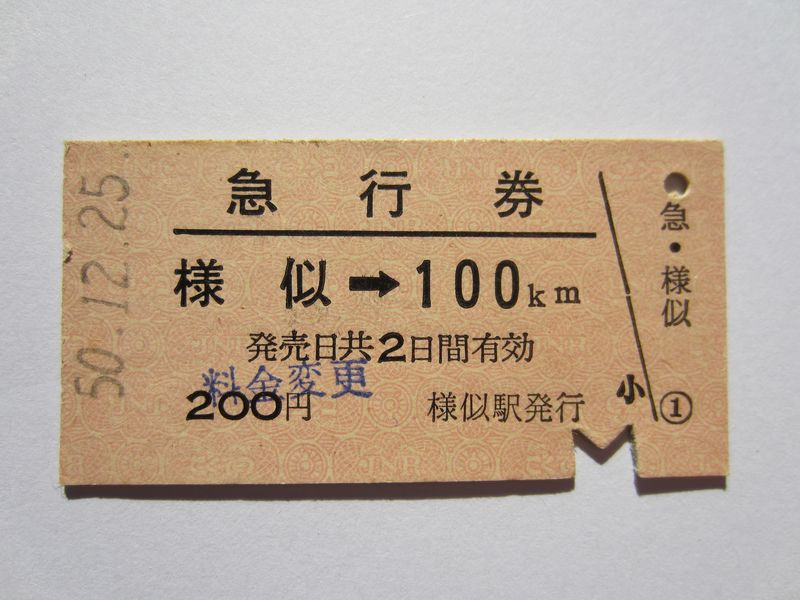 50.12.25.
急行券
様似➡100km
発売日共2日間有効
料金変更
200円 様似駅発行
小
急・様似
①